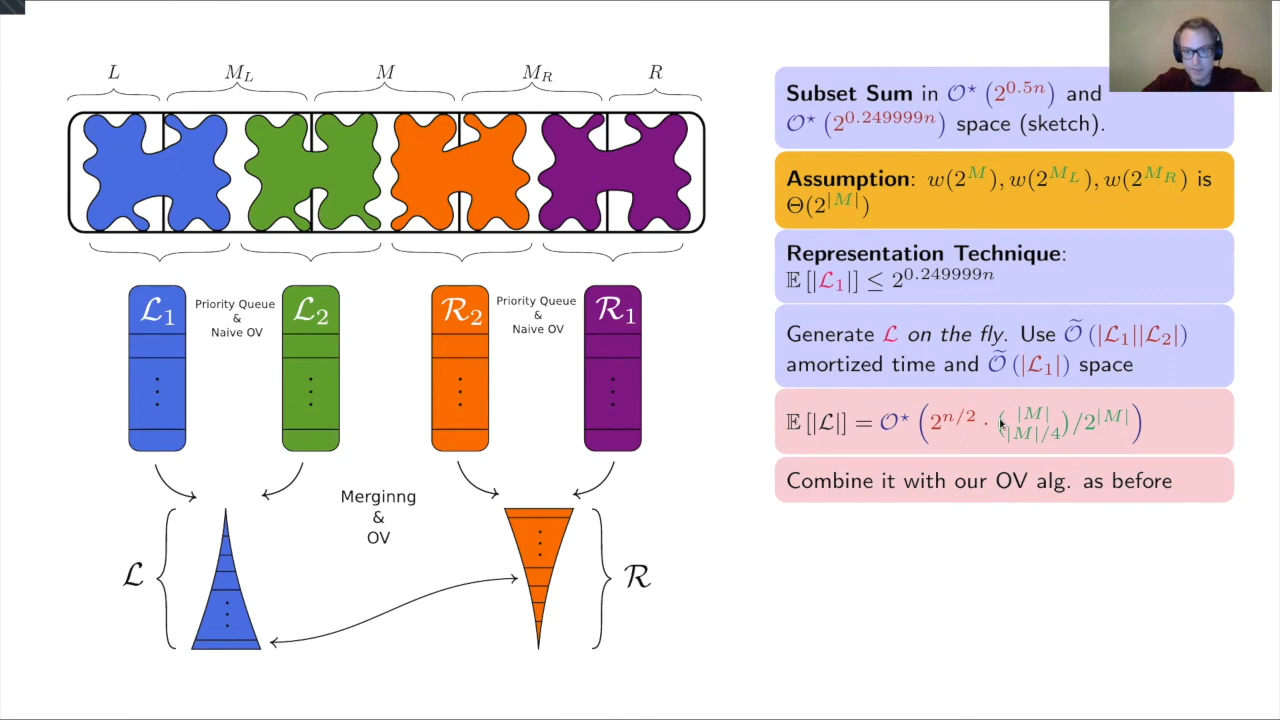 L M_L M M_R R
ℒ₁ Priority Queue & Naive OV ℒ₂ ℛ₂ Priority Queue & Naive OV ℛ₁
Merginng
&
OV
ℒ ℛ
Subset Sum in 𝒪⋆(2^{0.5n}) and
𝒪⋆(2^{0.249999n}) space (sketch).
Assumption: w(2^M), w(2^{M_L}), w(2^{M_R}) is
Θ(2^{|M|})
Representation Technique:
𝔼[|ℒ₁|] ≤ 2^{0.249999n}
Generate ℒ on the fly. Use Õ(|ℒ₁||ℒ₂|)
amortized time and Õ(|ℒ₁|) space
𝔼[|ℒ|] = 𝒪⋆(2^{n/2} · \binom{|M|}{|M|/4}/2^{|M|})
Combine it with our OV alg. as before